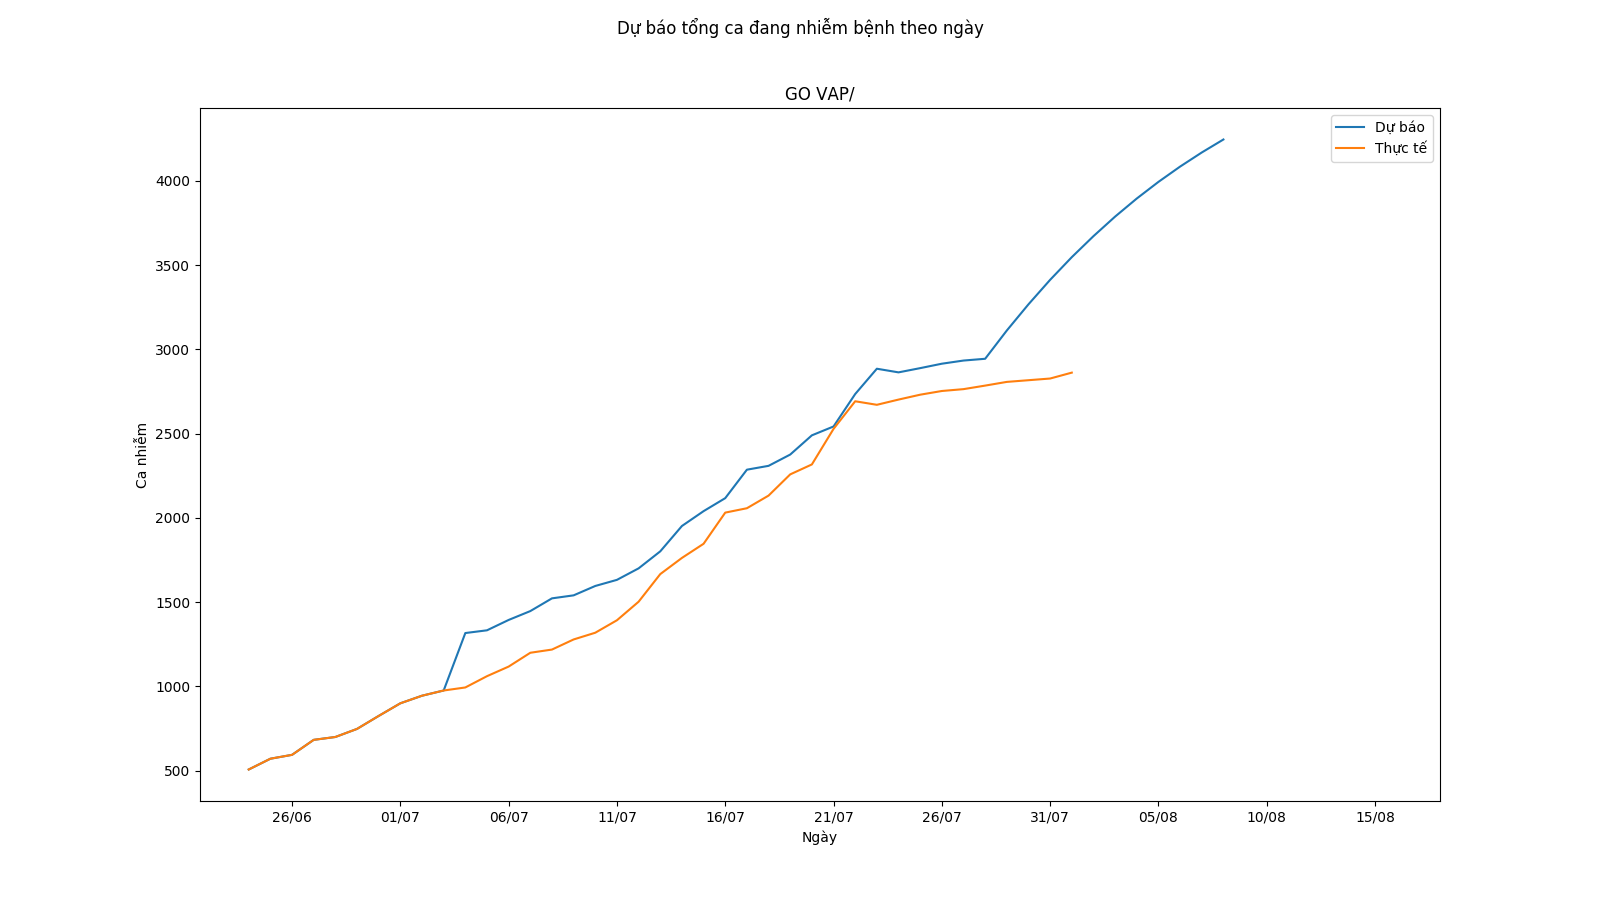 Dự báo tổng ca đang nhiễm bệnh theo ngày
GO VAP/
Dự báo
Thực tế
4000
3500
3000
2500
2000
1500
1000
500
Ca nhiễm
26/06 01/07 06/07 11/07 16/07 21/07 26/07 31/07 05/08 10/08 15/08
Ngày